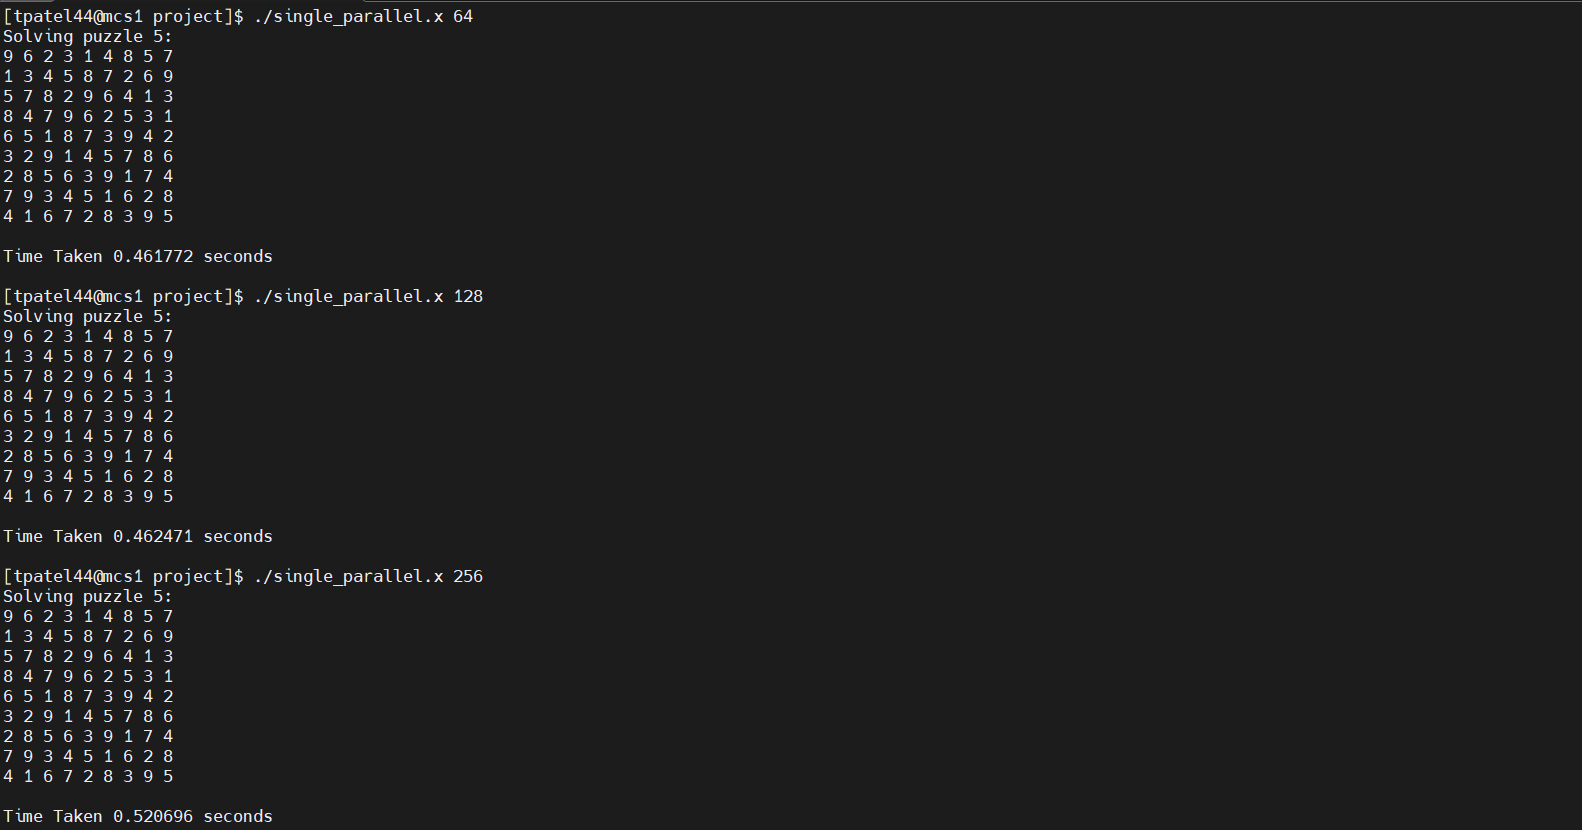 [tpatel44@mcs1 project]$ ./single_parallel.x 64
Solving puzzle 5:
9 6 2 3 1 4 8 5 7
1 3 4 5 8 7 2 6 9
5 7 8 2 9 6 4 1 3
8 4 7 9 6 2 5 3 1
6 5 1 8 7 3 9 4 2
3 2 9 1 4 5 7 8 6
2 8 5 6 3 9 1 7 4
7 9 3 4 5 1 6 2 8
4 1 6 7 2 8 3 9 5
Time Taken 0.461772 seconds
[tpatel44@mcs1 project]$ ./single_parallel.x 128
Solving puzzle 5:
9 6 2 3 1 4 8 5 7
1 3 4 5 8 7 2 6 9
5 7 8 2 9 6 4 1 3
8 4 7 9 6 2 5 3 1
6 5 1 8 7 3 9 4 2
3 2 9 1 4 5 7 8 6
2 8 5 6 3 9 1 7 4
7 9 3 4 5 1 6 2 8
4 1 6 7 2 8 3 9 5
Time Taken 0.462471 seconds
[tpatel44@mcs1 project]$ ./single_parallel.x 256
Solving puzzle 5:
9 6 2 3 1 4 8 5 7
1 3 4 5 8 7 2 6 9
5 7 8 2 9 6 4 1 3
8 4 7 9 6 2 5 3 1
6 5 1 8 7 3 9 4 2
3 2 9 1 4 5 7 8 6
2 8 5 6 3 9 1 7 4
7 9 3 4 5 1 6 2 8
4 1 6 7 2 8 3 9 5
Time Taken 0.520696 seconds